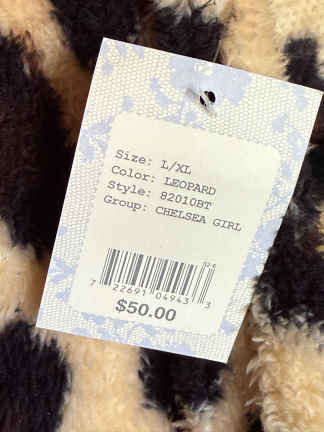 Size: L/XL
Color: LEOPARD
Style: 82010BT
Group: CHELSEA GIRL
7 22691 04943 3
$50.00